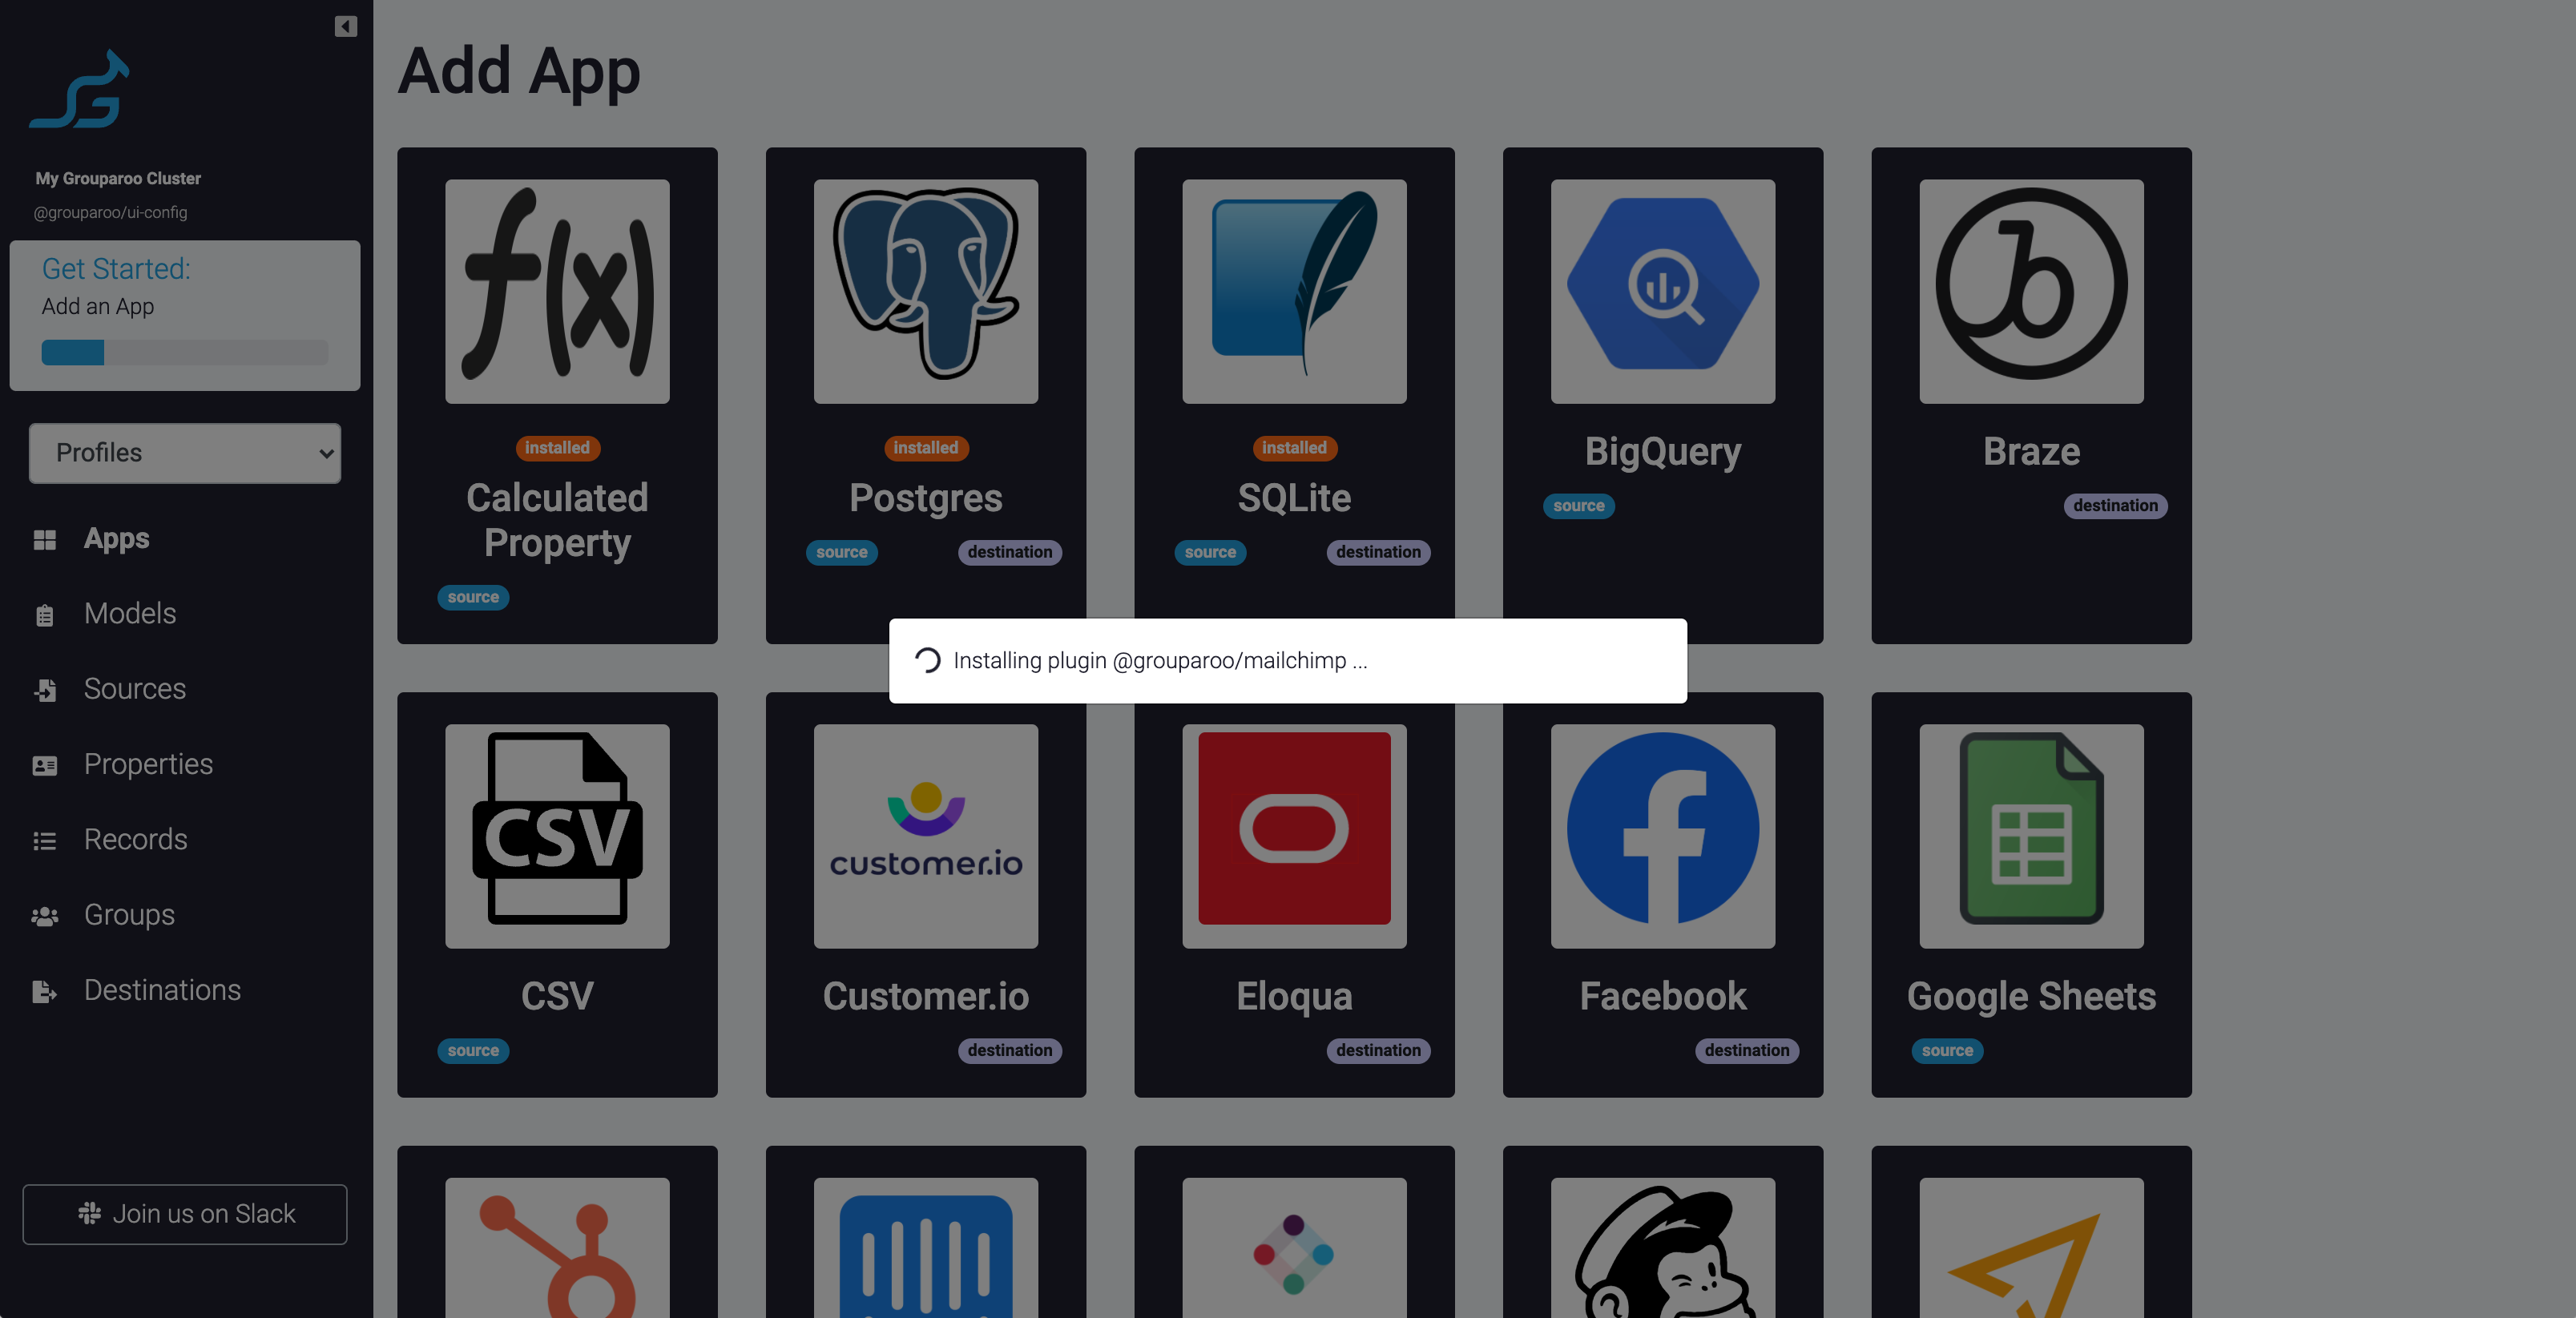 My Grouparoo Cluster
@grouparoo/ui-config
Get Started:
Add an App
Profiles
Apps
Models
Sources
Properties
Records
Groups
Destinations
Join us on Slack
Add App
f(x)
installed
Calculated
Property
source
installed
Postgres
source
destination
installed
SQLite
source
destination
BigQuery
source
b
Braze
destination
Installing plugin @grouparoo/mailchimp ...
CSV
CSV
source
customer.io
Customer.io
destination
Eloqua
destination
f
Facebook
destination
Google Sheets
source